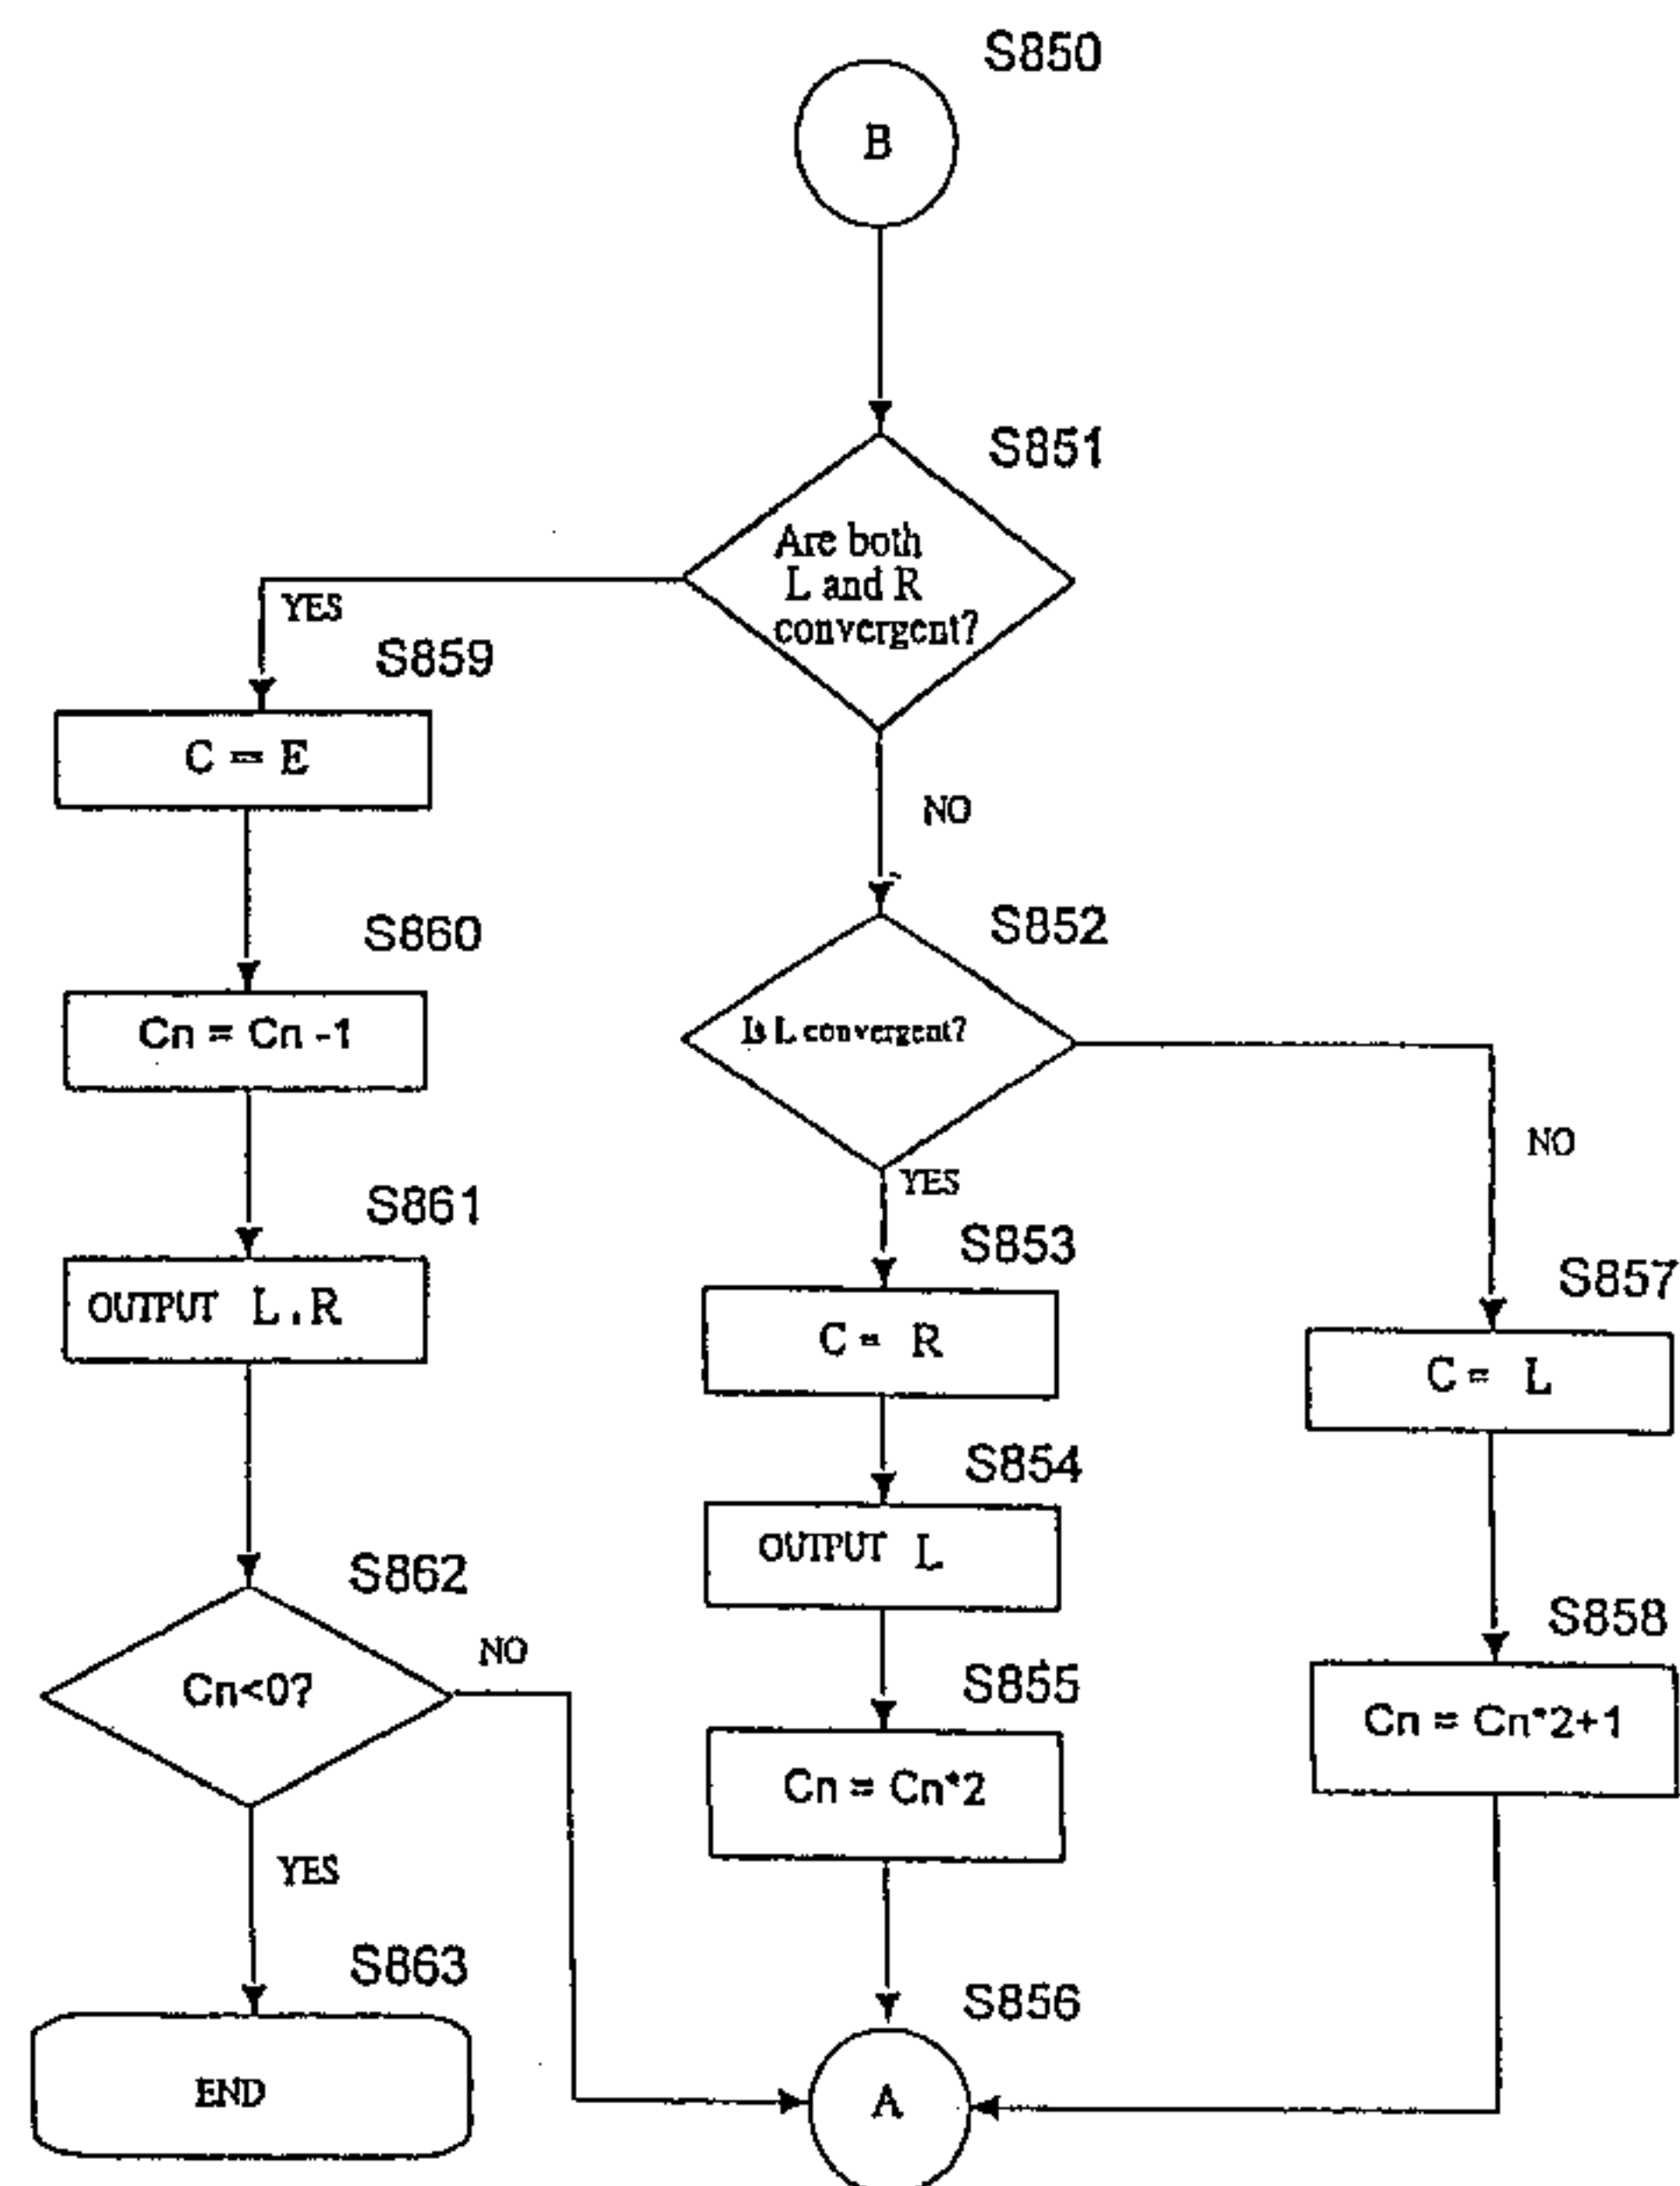 S850
B
S851
Are both
L and R
convergent?
YES
S859
C = E
NO
S860
S852
Cn = Cn -1
Is L convergent?
NO
YES
S861
S853
S857
OUTPUT L . R
C = R
C = L
S854
OUTPUT L
S862
S858
NO
Cn<0?
S855
Cn = Cn*2+1
Cn = Cn*2
YES
S863
S856
END
A